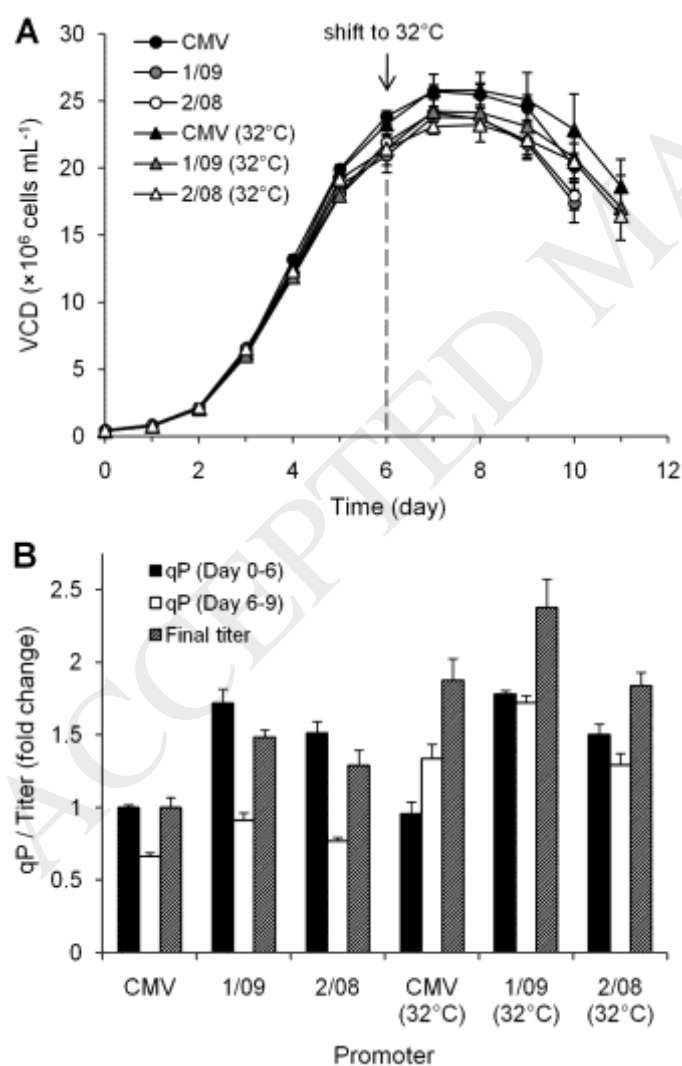 A
shift to 32°C
CMV
1/09
2/08
CMV (32°C)
1/09 (32°C)
2/08 (32°C)
30
25
20
15
10
5
0
VCD (×10⁶ cells mL⁻¹)
0 2 4 6 8 10 12
Time (day)
B
qP (Day 0-6)
qP (Day 6-9)
Final titer
2.5
2
1.5
1
0.5
0
qP / Titer (fold change)
CMV 1/09 2/08 CMV 1/09 2/08
(32°C) (32°C) (32°C)
Promoter
ACCEPTED MA